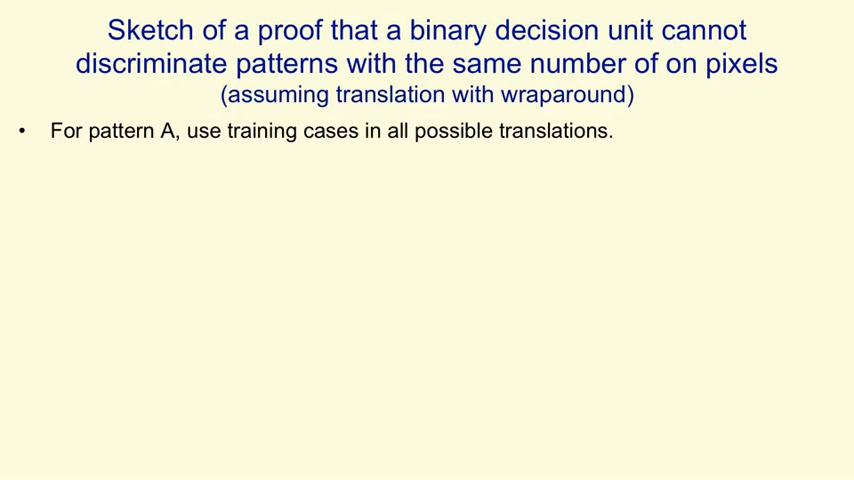 Sketch of a proof that a binary decision unit cannot
discriminate patterns with the same number of on pixels
(assuming translation with wraparound)
• For pattern A, use training cases in all possible translations.